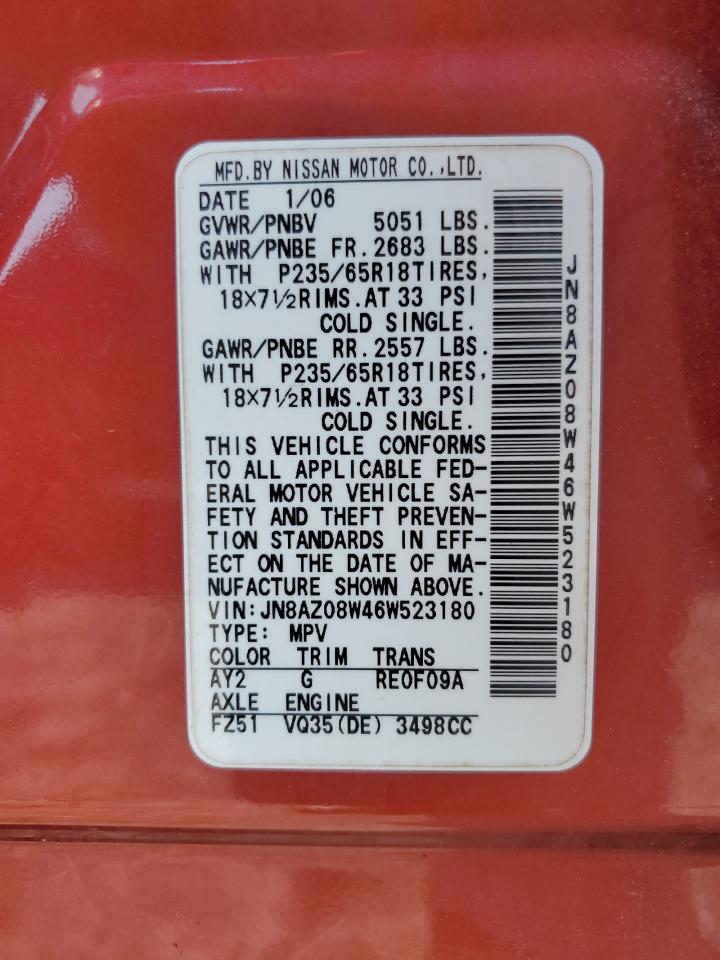 MFD.BY NISSAN MOTOR CO.,LTD.
DATE 1/06
GVWR/PNBV 5051 LBS.
GAWR/PNBE FR.2683 LBS.
WITH P235/65R18TIRES,
18×7½RIMS.AT 33 PSI
COLD SINGLE.
GAWR/PNBE RR.2557 LBS.
WITH P235/65R18TIRES,
18×7½RIMS.AT 33 PSI
COLD SINGLE.
THIS VEHICLE CONFORMS
TO ALL APPLICABLE FED-
ERAL MOTOR VEHICLE SA-
FETY AND THEFT PREVEN-
TION STANDARDS IN EFF-
ECT ON THE DATE OF MA-
NUFACTURE SHOWN ABOVE.
VIN:JN8AZ08W46W523180
TYPE: MPV
COLOR TRIM TRANS
AY2 G RE0F09A
AXLE ENGINE
FZ51 VQ35(DE) 3498CC
JN8AZ08W46W523180